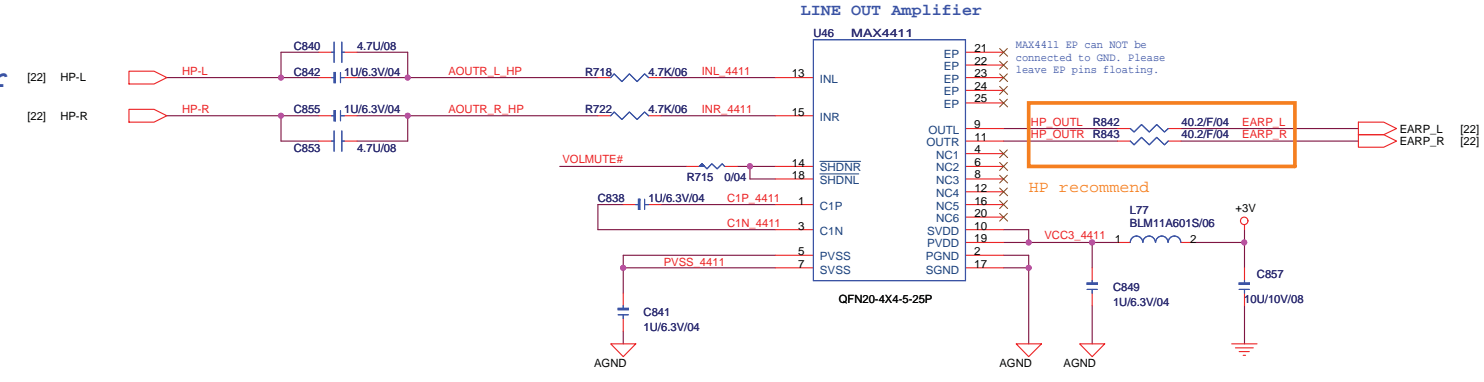 LINE OUT Amplifier
U46 MAX4411
r
[22] HP-L
HP-L
C840 4.7U/08
C842 1U/6.3V/04
AOUTR_L_HP
R718 4.7K/06
INL_4411
13 INL
[22] HP-R
HP-R
C855 1U/6.3V/04
AOUTR_R_HP
R722 4.7K/06
INR_4411
15 INR
C853 4.7U/08
VOLMUTE#
R715 0/04
14 SHDNR
18 SHDNL
C838 1U/6.3V/04
C1P_4411
1 C1P
C1N_4411
3 C1N
5 PVSS
PVSS_4411
7 SVSS
C841
1U/6.3V/04
AGND
EP 21
EP 22
EP 23
EP 24
EP 25
MAX4411 EP can NOT be
connected to GND. Please
leave EP pins floating.
OUTL 9
HP_OUTL R842 40.2/F/04 EARP_L
EARP_L [22]
OUTR 11
HP_OUTR R843 40.2/F/04 EARP_R
EARP_R [22]
NC1 4
NC2 6
NC3 8
NC4 12
NC5 16
NC6 20
HP recommend
SVDD 10
PVDD 19
PGND 2
SGND 17
VCC3_4411
L77
BLM11A601S/06
1 2
+3V
C849
1U/6.3V/04
C857
10U/10V/08
QFN20-4X4-5-25P
AGND
AGND